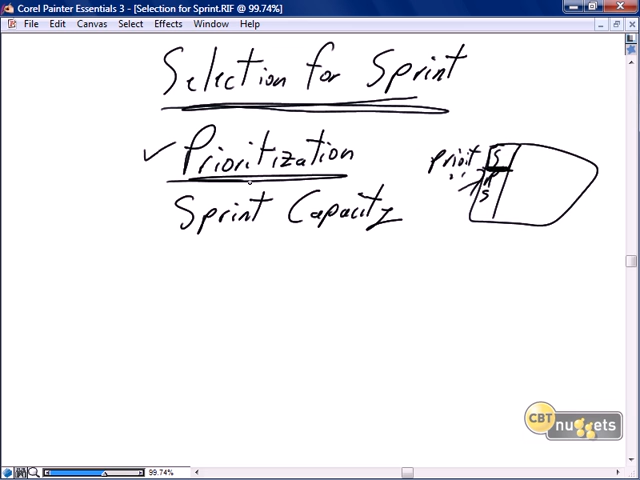 Corel Painter Essentials 3 - [Selection for Sprint.RIF @ 99.74%]
File Edit Canvas Select Effects Window Help
Selection for Sprint
Prioritization
Sprint Capacity
S
CBT nuggets
99.74%